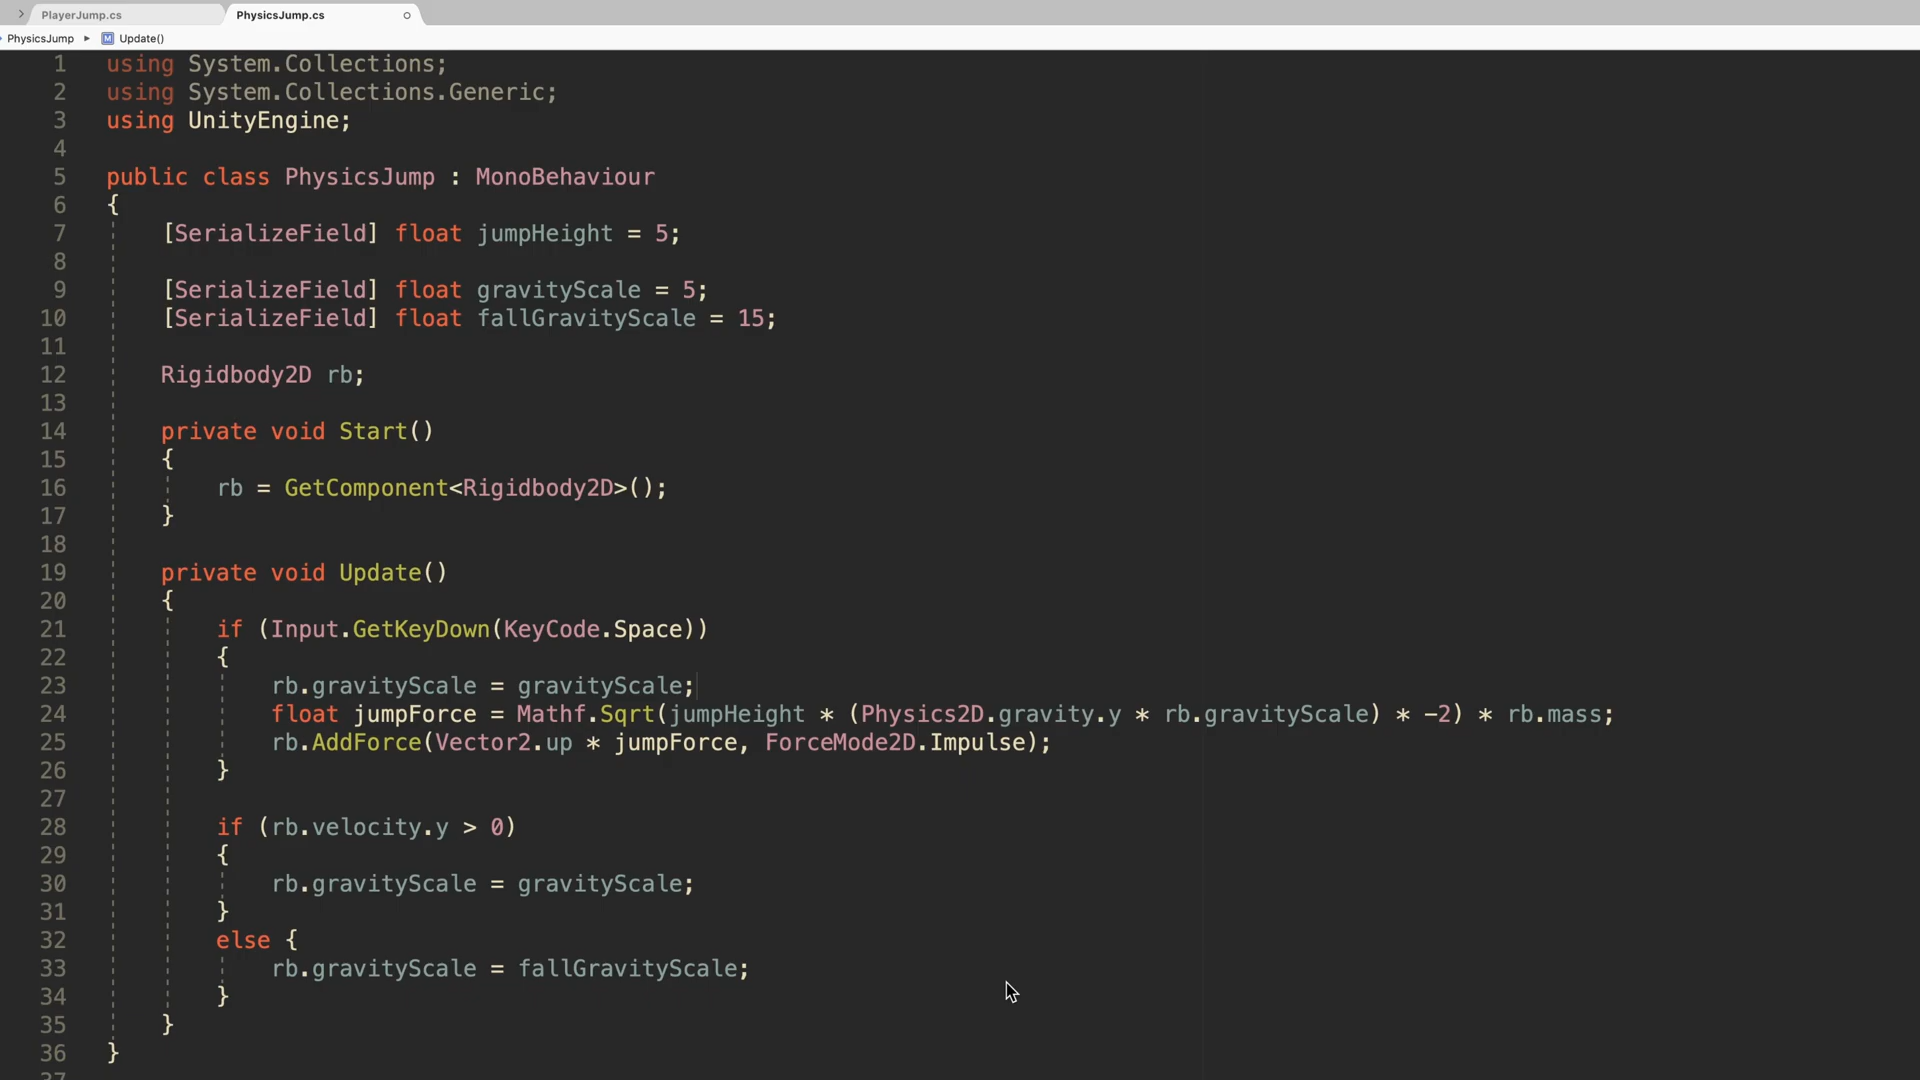 PlayerJump.cs
PhysicsJump.cs
PhysicsJump ▸ M Update()
1 using System.Collections;
2 using System.Collections.Generic;
3 using UnityEngine;
4
5 public class PhysicsJump : MonoBehaviour
6 {
7 [SerializeField] float jumpHeight = 5;
8
9 [SerializeField] float gravityScale = 5;
10 [SerializeField] float fallGravityScale = 15;
11
12 Rigidbody2D rb;
13
14 private void Start()
15 {
16 rb = GetComponent<Rigidbody2D>();
17 }
18
19 private void Update()
20 {
21 if (Input.GetKeyDown(KeyCode.Space))
22 {
23 rb.gravityScale = gravityScale;
24 float jumpForce = Mathf.Sqrt(jumpHeight * (Physics2D.gravity.y * rb.gravityScale) * -2) * rb.mass;
25 rb.AddForce(Vector2.up * jumpForce, ForceMode2D.Impulse);
26 }
27
28 if (rb.velocity.y > 0)
29 {
30 rb.gravityScale = gravityScale;
31 }
32 else {
33 rb.gravityScale = fallGravityScale;
34 }
35 }
36 }
37